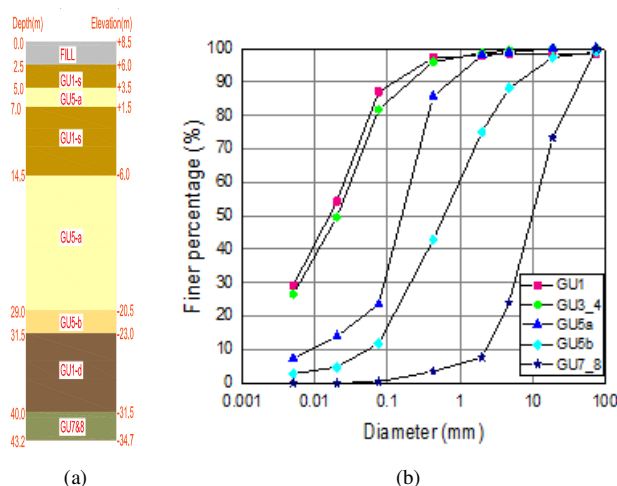 Depth(m) Elevation(m)
0.0 +8.5
FILL
2.5 +6.0
GU1-s
5.0 +3.5
GU5-a
7.0 +1.5
GU1-s
14.5 -6.0
GU5-a
29.0 -20.5
GU5-b
31.5 -23.0
GU1-d
40.0 -31.5
GU7&8
43.2 -34.7
(a)
100
90
80
70
60
50
40
30
20
10
0
Finer percentage (%)
GU1
GU3_4
GU5a
GU5b
GU7_8
0.001 0.01 0.1 1 10 100
Diameter (mm)
(b)